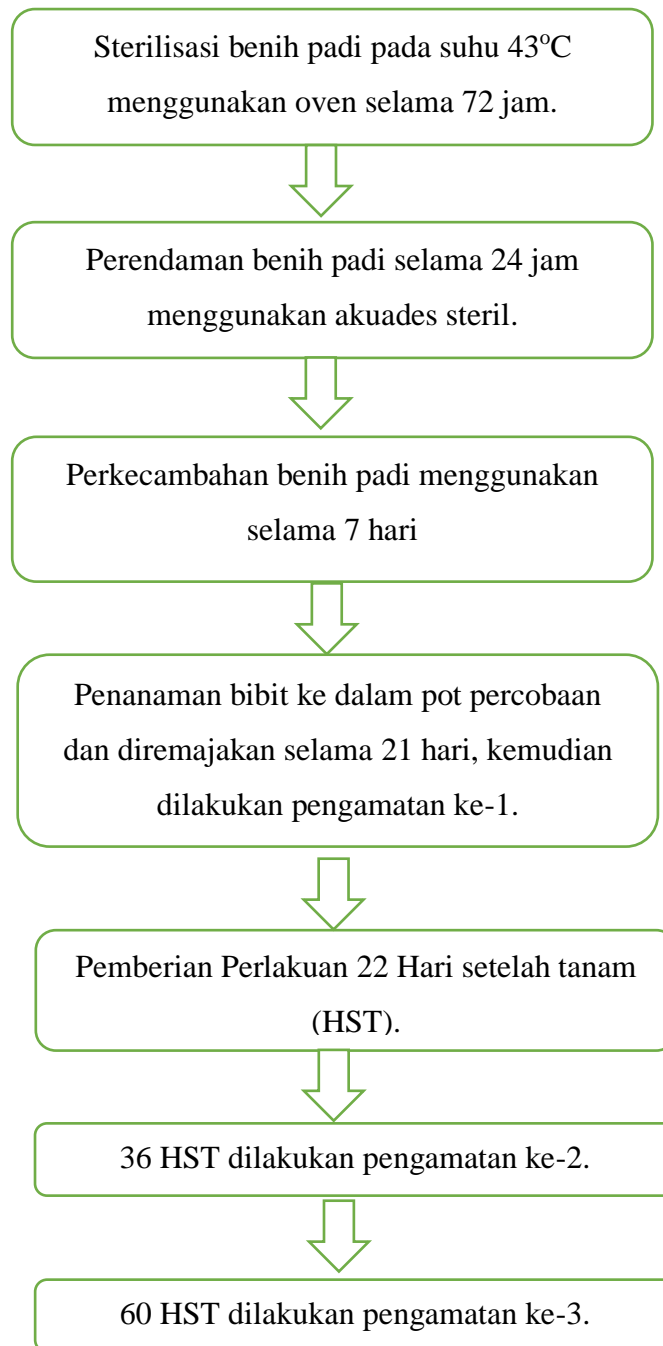 Sterilisasi benih padi pada suhu 43°C
menggunakan oven selama 72 jam.
Perendaman benih padi selama 24 jam
menggunakan akuades steril.
Perkecambahan benih padi menggunakan
selama 7 hari
Penanaman bibit ke dalam pot percobaan
dan diremajakan selama 21 hari, kemudian
dilakukan pengamatan ke-1.
Pemberian Perlakuan 22 Hari setelah tanam
(HST).
36 HST dilakukan pengamatan ke-2.
60 HST dilakukan pengamatan ke-3.